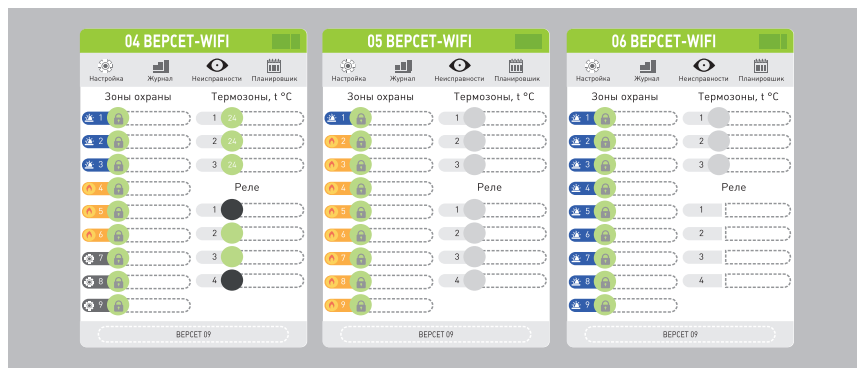 04 ВЕРСЕТ-WIFI
Настройка Журнал Неисправности Планировшик
Зоны охраны Термозоны, t °C
1 1 24
2 2 24
3 3 24
4 Реле
5 1
6 2
7 3
8 4
9
ВЕРСЕТ 09
05 ВЕРСЕТ-WIFI
Настройка Журнал Неисправности Планировшик
Зоны охраны Термозоны, t °C
1 1
2 2
3 3
4 Реле
5 1
6 2
7 3
8 4
9
ВЕРСЕТ 09
06 ВЕРСЕТ-WIFI
Настройка Журнал Неисправности Планировшик
Зоны охраны Термозоны, t °C
1 1
2 2
3 3
4 Реле
5 1
6 2
7 3
8 4
9
ВЕРСЕТ 09